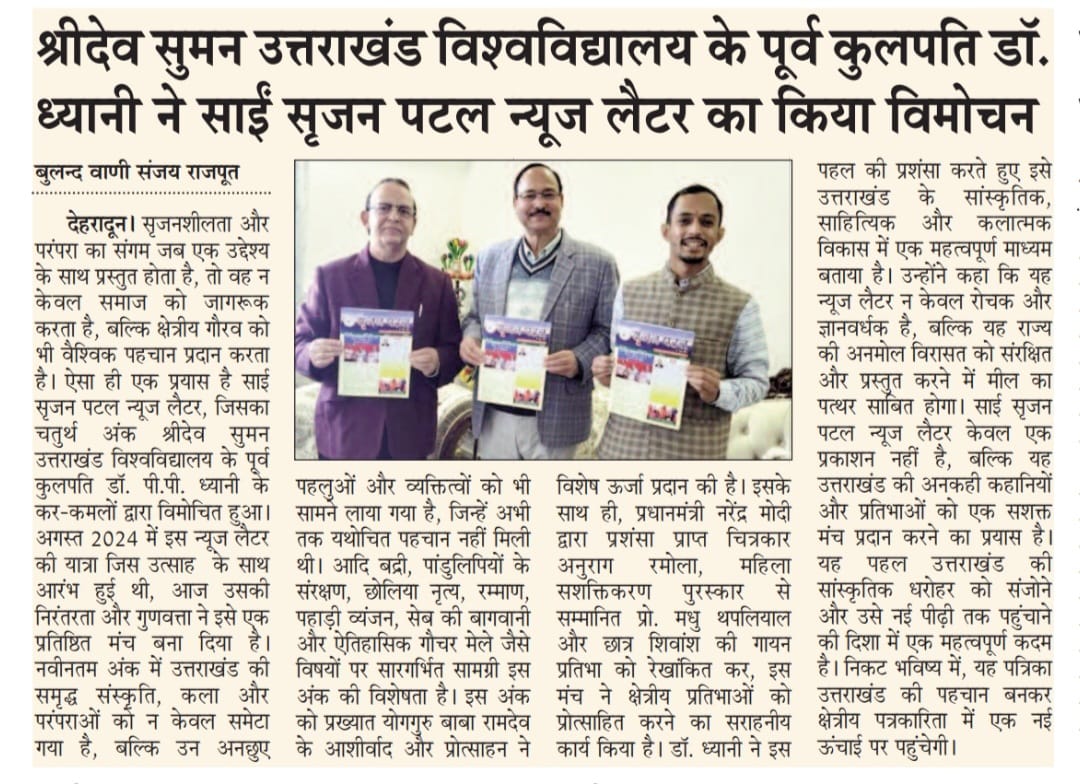 श्रीदेव सुमन उत्तराखंड विश्वविद्यालय के पूर्व कुलपति डॉ.
ध्यानी ने साईं सृजन पटल न्यूज लैटर का किया विमोचन
बुलन्द वाणी संजय राजपूत
देहरादून। सृजनशीलता और
परंपरा का संगम जब एक उद्देश्य
के साथ प्रस्तुत होता है, तो वह न
केवल समाज को जागरूक
करता है, बल्कि क्षेत्रीय गौरव को
भी वैश्विक पहचान प्रदान करता
है। ऐसा ही एक प्रयास है साई
सृजन पटल न्यूज लैटर, जिसका
चतुर्थ अंक श्रीदेव सुमन
उत्तराखंड विश्वविद्यालय के पूर्व
कुलपति डॉ. पी.पी. ध्यानी के
कर-कमलों द्वारा विमोचित हुआ।
अगस्त 2024 में इस न्यूज लैटर
की यात्रा जिस उत्साह के साथ
आरंभ हुई थी, आज उसकी
निरंतरता और गुणवत्ता ने इसे एक
प्रतिष्ठित मंच बना दिया है।
नवीनतम अंक में उत्तराखंड की
समृद्ध संस्कृति, कला और
परंपराओं को न केवल समेटा
गया है, बल्कि उन अनछुए
पहलुओं और व्यक्तित्वों को भी
सामने लाया गया है, जिन्हें अभी
तक यथोचित पहचान नहीं मिली
थी। आदि बद्री, पांडुलिपियों के
संरक्षण, छोलिया नृत्य, रम्माण,
पहाड़ी व्यंजन, सेब की बागवानी
और ऐतिहासिक गौचर मेले जैसे
विषयों पर सारगर्भित सामग्री इस
अंक की विशेषता है। इस अंक
को प्रख्यात योगगुरु बाबा रामदेव
के आशीर्वाद और प्रोत्साहन ने
विशेष ऊर्जा प्रदान की है। इसके
साथ ही, प्रधानमंत्री नरेंद्र मोदी
द्वारा प्रशंसा प्राप्त चित्रकार
अनुराग रमोला, महिला
सशक्तिकरण पुरस्कार से
सम्मानित प्रो. मधु थपलियाल
और छात्र शिवांश की गायन
प्रतिभा को रेखांकित कर, इस
मंच ने क्षेत्रीय प्रतिभाओं को
प्रोत्साहित करने का सराहनीय
कार्य किया है। डॉ. ध्यानी ने इस
पहल की प्रशंसा करते हुए इसे
उत्तराखंड के सांस्कृतिक,
साहित्यिक और कलात्मक
विकास में एक महत्वपूर्ण माध्यम
बताया है। उन्होंने कहा कि यह
न्यूज लैटर न केवल रोचक और
ज्ञानवर्धक है, बल्कि यह राज्य
की अनमोल विरासत को संरक्षित
और प्रस्तुत करने में मील का
पत्थर साबित होगा। साई सृजन
पटल न्यूज लैटर केवल एक
प्रकाशन नहीं है, बल्कि यह
उत्तराखंड की अनकही कहानियों
और प्रतिभाओं को एक सशक्त
मंच प्रदान करने का प्रयास है।
यह पहल उत्तराखंड की
सांस्कृतिक धरोहर को संजोने
और उसे नई पीढ़ी तक पहुंचाने
की दिशा में एक महत्वपूर्ण कदम
है। निकट भविष्य में, यह पत्रिका
उत्तराखंड की पहचान बनकर
क्षेत्रीय पत्रकारिता में एक नई
ऊंचाई पर पहुंचेगी।
सृजन पटल
सृजन पटल
सृजन पटल